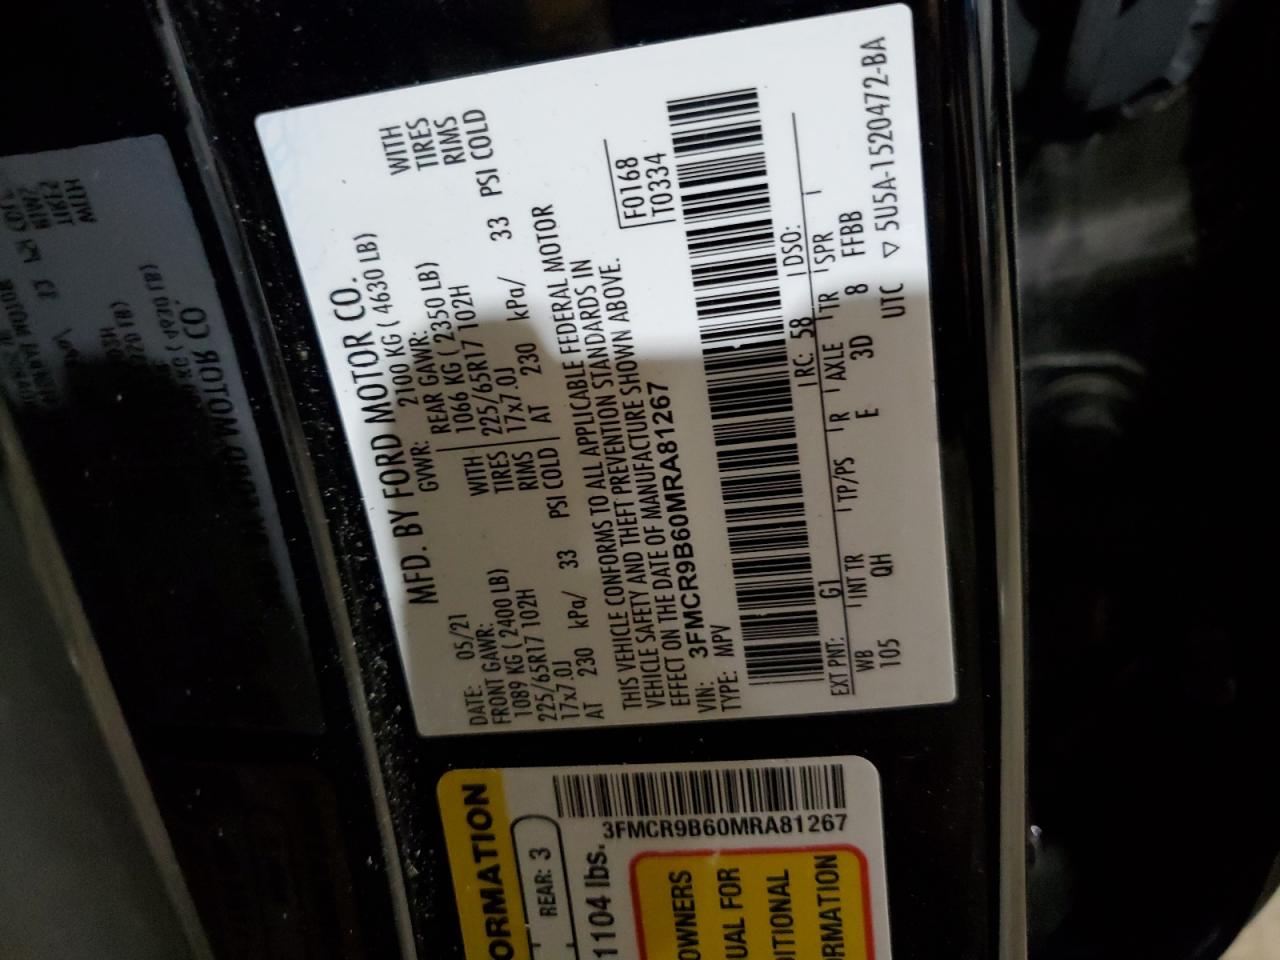 MFD. BY FORD MOTOR CO.
DATE: 05/21 GVWR: 2100 KG ( 4630 LB)
FRONT GAWR: REAR GAWR:
1089 KG ( 2400 LB) 1066 KG ( 2350 LB)
225/65R17 102H WITH TIRES 225/65R17 102H WITH TIRES
17x7.0J RIMS 17x7.0J RIMS
AT 230 kPa/ 33 PSI COLD AT 230 kPa/ 33 PSI COLD
THIS VEHICLE CONFORMS TO ALL APPLICABLE FEDERAL MOTOR
VEHICLE SAFETY AND THEFT PREVENTION STANDARDS IN
EFFECT ON THE DATE OF MANUFACTURE SHOWN ABOVE.
VIN: 3FMCR9B60MRA81267 F0168
TYPE: MPV T0334
EXT PNT: G1 RC: 58 DSO:
WB INT TR TP/PS R AXLE TR SPR
105 QH E 3D 8 FFBB
UTC ▽ 5U5A-1520472-BA
ORMATION
REAR: 3
1104 lbs.
3FMCR9B60MRA81267
OWNERS
UAL FOR
DITIONAL
ORMATION